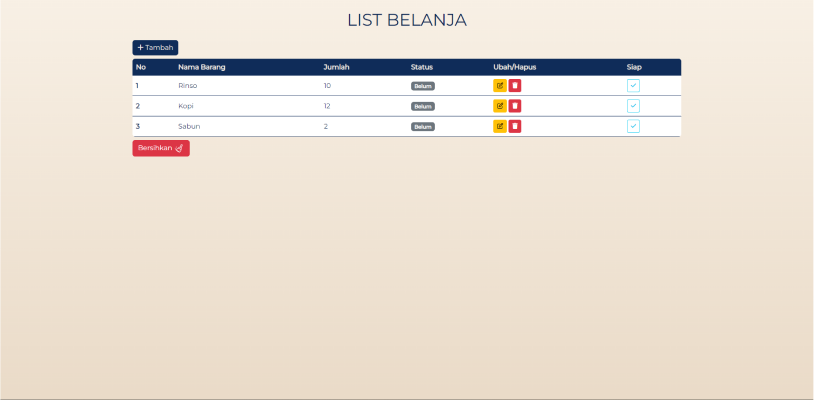 LIST BELANJA
+ Tambah
No Nama Barang Jumlah Status Ubah/Hapus Siap
1 Rinso 10 Belum
2 Kopi 12 Belum
3 Sabun 2 Belum
Bersihkan